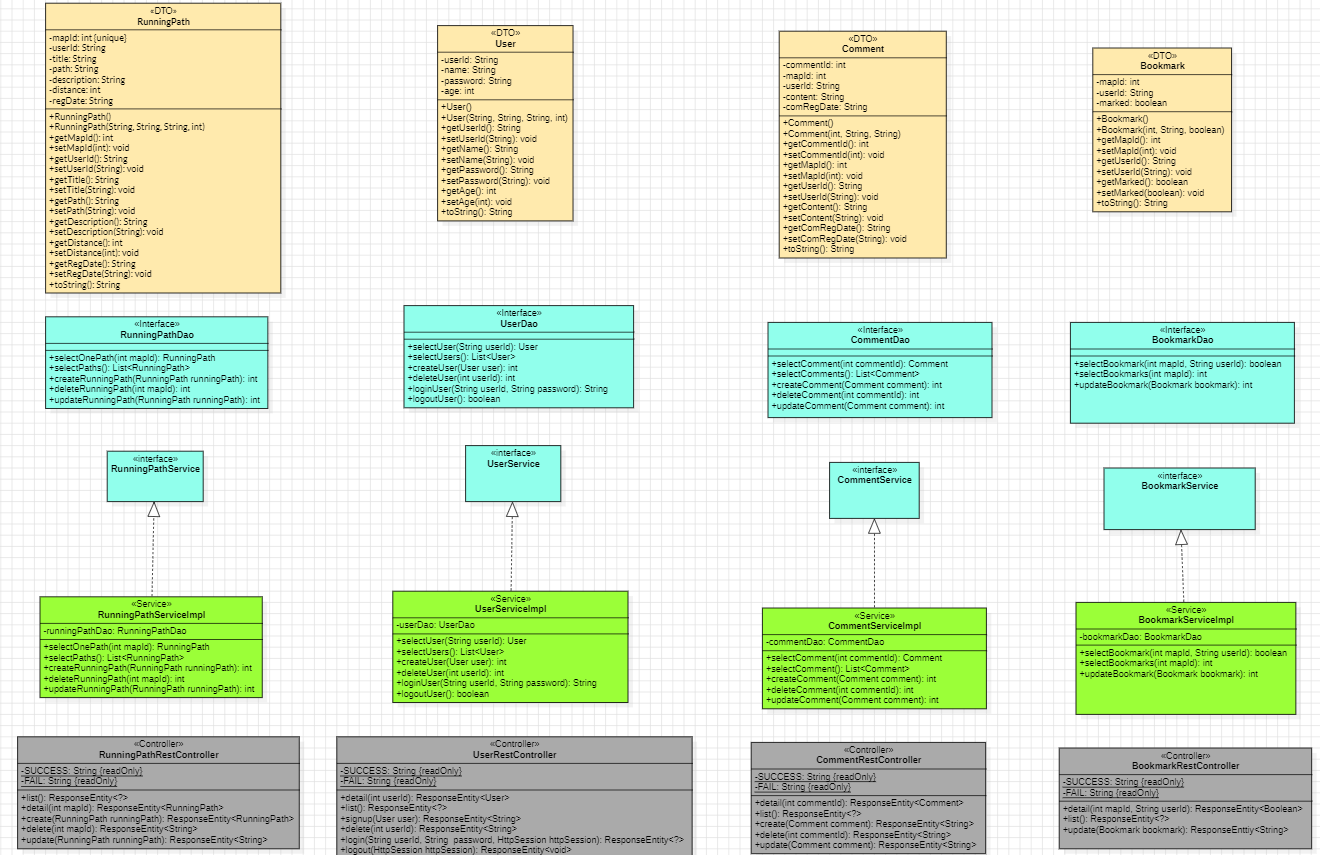 «DTO»
RunningPath
-mapId: int {unique}
-userId: String
-title: String
-path: String
-description: String
-distance: int
-regDate: String
+RunningPath()
+RunningPath(String, String, String, int)
+getMapId(): int
+setMapId(int): void
+getUserId(): String
+setUserId(String): void
+getTitle(): String
+setTitle(String): void
+getPath(): String
+setPath(String): void
+getDescription(): String
+setDescription(String): void
+getDistance(): int
+setDistance(int): void
+getRegDate(): String
+setRegDate(String): void
+toString(): String
«DTO»
User
-userId: String
-name: String
-password: String
-age: int
+User()
+User(String, String, String, int)
+getUserId(): String
+setUserId(String): void
+getName(): String
+setName(String): void
+getPassword(): String
+setPassword(String): void
+getAge(): int
+setAge(int): void
+toString(): String
«DTO»
Comment
-commentId: int
-mapId: int
-userId: String
-content: String
-comRegDate: String
+Comment()
+Comment(int, String, String)
+getCommentId(): int
+setCommentId(int): void
+getMapId(): int
+setMapId(int): void
+getUserId(): String
+setUserId(String): void
+getContent(): String
+setContent(String): void
+getComRegDate(): String
+setComRegDate(String): void
+toString(): String
«DTO»
Bookmark
-mapId: int
-userId: String
-marked: boolean
+Bookmark()
+Bookmark(int, String, boolean)
+getMapId(): int
+setMapId(int): void
+getUserId(): String
+setUserId(String): void
+getMarked(): boolean
+setMarked(boolean): void
+toString(): String
«Interface»
RunningPathDao
+selectOnePath(int mapId): RunningPath
+selectPaths(): List<RunningPath>
+createRunningPath(RunningPath runningPath): int
+deleteRunningPath(int mapId): int
+updateRunningPath(RunningPath runningPath): int
«Interface»
UserDao
+selectUser(String userId): User
+selectUsers(): List<User>
+createUser(User user): int
+deleteUser(int userId): int
+loginUser(String userId, String password): String
+logoutUser(): boolean
«Interface»
CommentDao
+selectComment(int commentId): Comment
+selectComments(): List<Comment>
+createComment(Comment comment): int
+deleteComment(int commentId): int
+updateComment(Comment comment): int
«Interface»
BookmarkDao
+selectBookmark(int mapId, String userId): boolean
+selectBookmarks(int mapId): int
+updateBookmark(Bookmark bookmark): int
«interface»
RunningPathService
«interface»
UserService
«interface»
CommentService
«interface»
BookmarkService
«Service»
RunningPathServiceImpl
-runningPathDao: RunningPathDao
+selectOnePath(int mapId): RunningPath
+selectPaths(): List<RunningPath>
+createRunningPath(RunningPath runningPath): int
+deleteRunningPath(int mapId): int
+updateRunningPath(RunningPath runningPath): int
«Service»
UserServiceImpl
-userDao: UserDao
+selectUser(String userId): User
+selectUsers(): List<User>
+createUser(User user): int
+deleteUser(int userId): int
+loginUser(String userId, String password): String
+logoutUser(): boolean
«Service»
CommentServiceImpl
-commentDao: CommentDao
+selectComment(int commentId): Comment
+selectComment(): List<Comment>
+createComment(Comment comment): int
+deleteComment(int commentId): int
+updateComment(Comment comment): int
«Service»
BookmarkServiceImpl
-bookmarkDao: BookmarkDao
+selectBookmark(int mapId, String userId): boolean
+selectBookmarks(int mapId): int
+updateBookmark(Bookmark bookmark): int
«Controller»
RunningPathRestController
-SUCCESS: String {readOnly}
-FAIL: String {readOnly}
+list(): ResponseEntity<?>
+detail(int mapId): ResponseEntity<RunningPath>
+create(RunningPath runningPath): ResponseEntity<RunningPath>
+delete(int mapId): ResponseEntity<String>
+update(RunningPath runningPath): ResponseEntity<String>
«Controller»
UserRestController
-SUCCESS: String {readOnly}
-FAIL: String {readOnly}
+detail(int userId): ResponseEntity<User>
+list(): ResponseEntity<?>
+signup(User user): ResponseEntity<String>
+delete(int userId): ResponseEntity<String>
+login(String userId, String password, HttpSession httpSession): ResponseEntity<?>
+logout(HttpSession httpSession): ResponseEntity<void>
«Controller»
CommentRestController
-SUCCESS: String {readOnly}
-FAIL: String {readOnly}
+detail(int commentId): ResponseEntity<Comment>
+list(): ResponseEntity<?>
+create(Comment comment): ResponseEntity<String>
+delete(int commentId): ResponseEntity<String>
+update(Comment comment): ResponseEntity<String>
«Controller»
BookmarkRestController
-SUCCESS: String {readOnly}
-FAIL: String {readOnly}
+detail(int mapId, String userId): ResponseEntity<Boolean>
+list(): ResponseEntity<?>
+update(Bookmark bookmark): ResponseEntity<String>